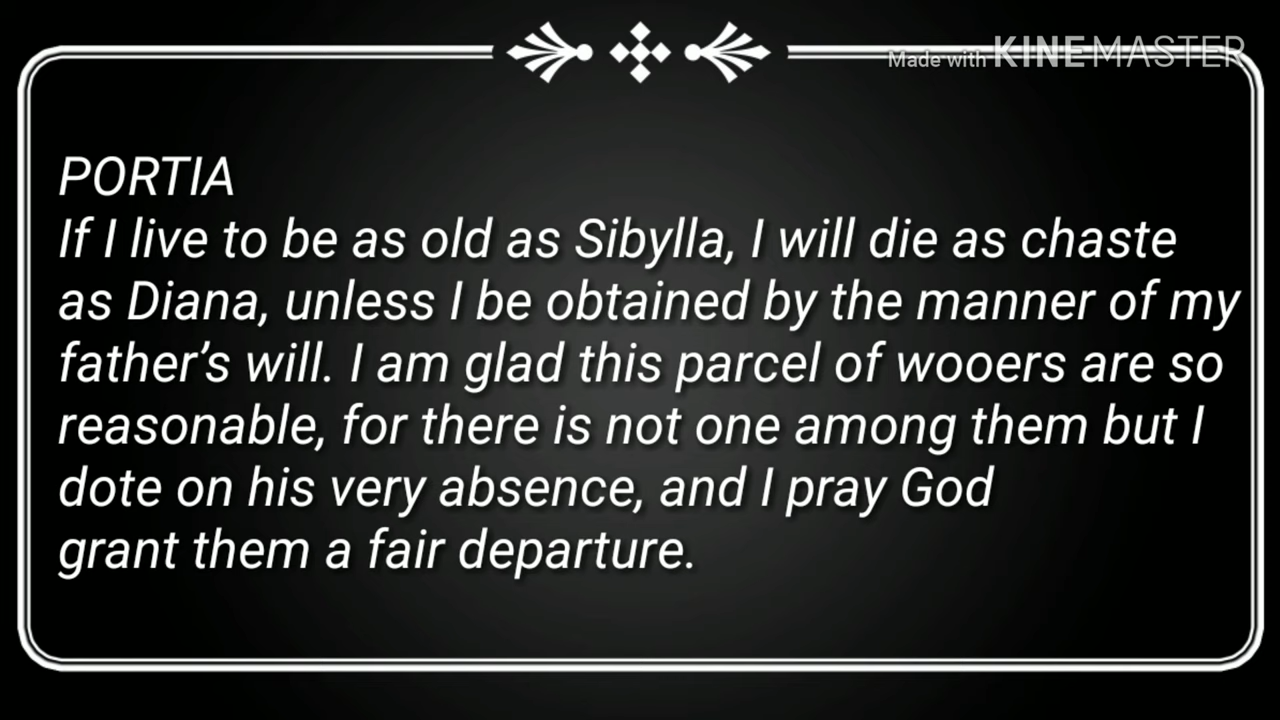 Made with KINEMASTER
PORTIA
If I live to be as old as Sibylla, I will die as chaste
as Diana, unless I be obtained by the manner of my
father’s will. I am glad this parcel of wooers are so
reasonable, for there is not one among them but I
dote on his very absence, and I pray God
grant them a fair departure.